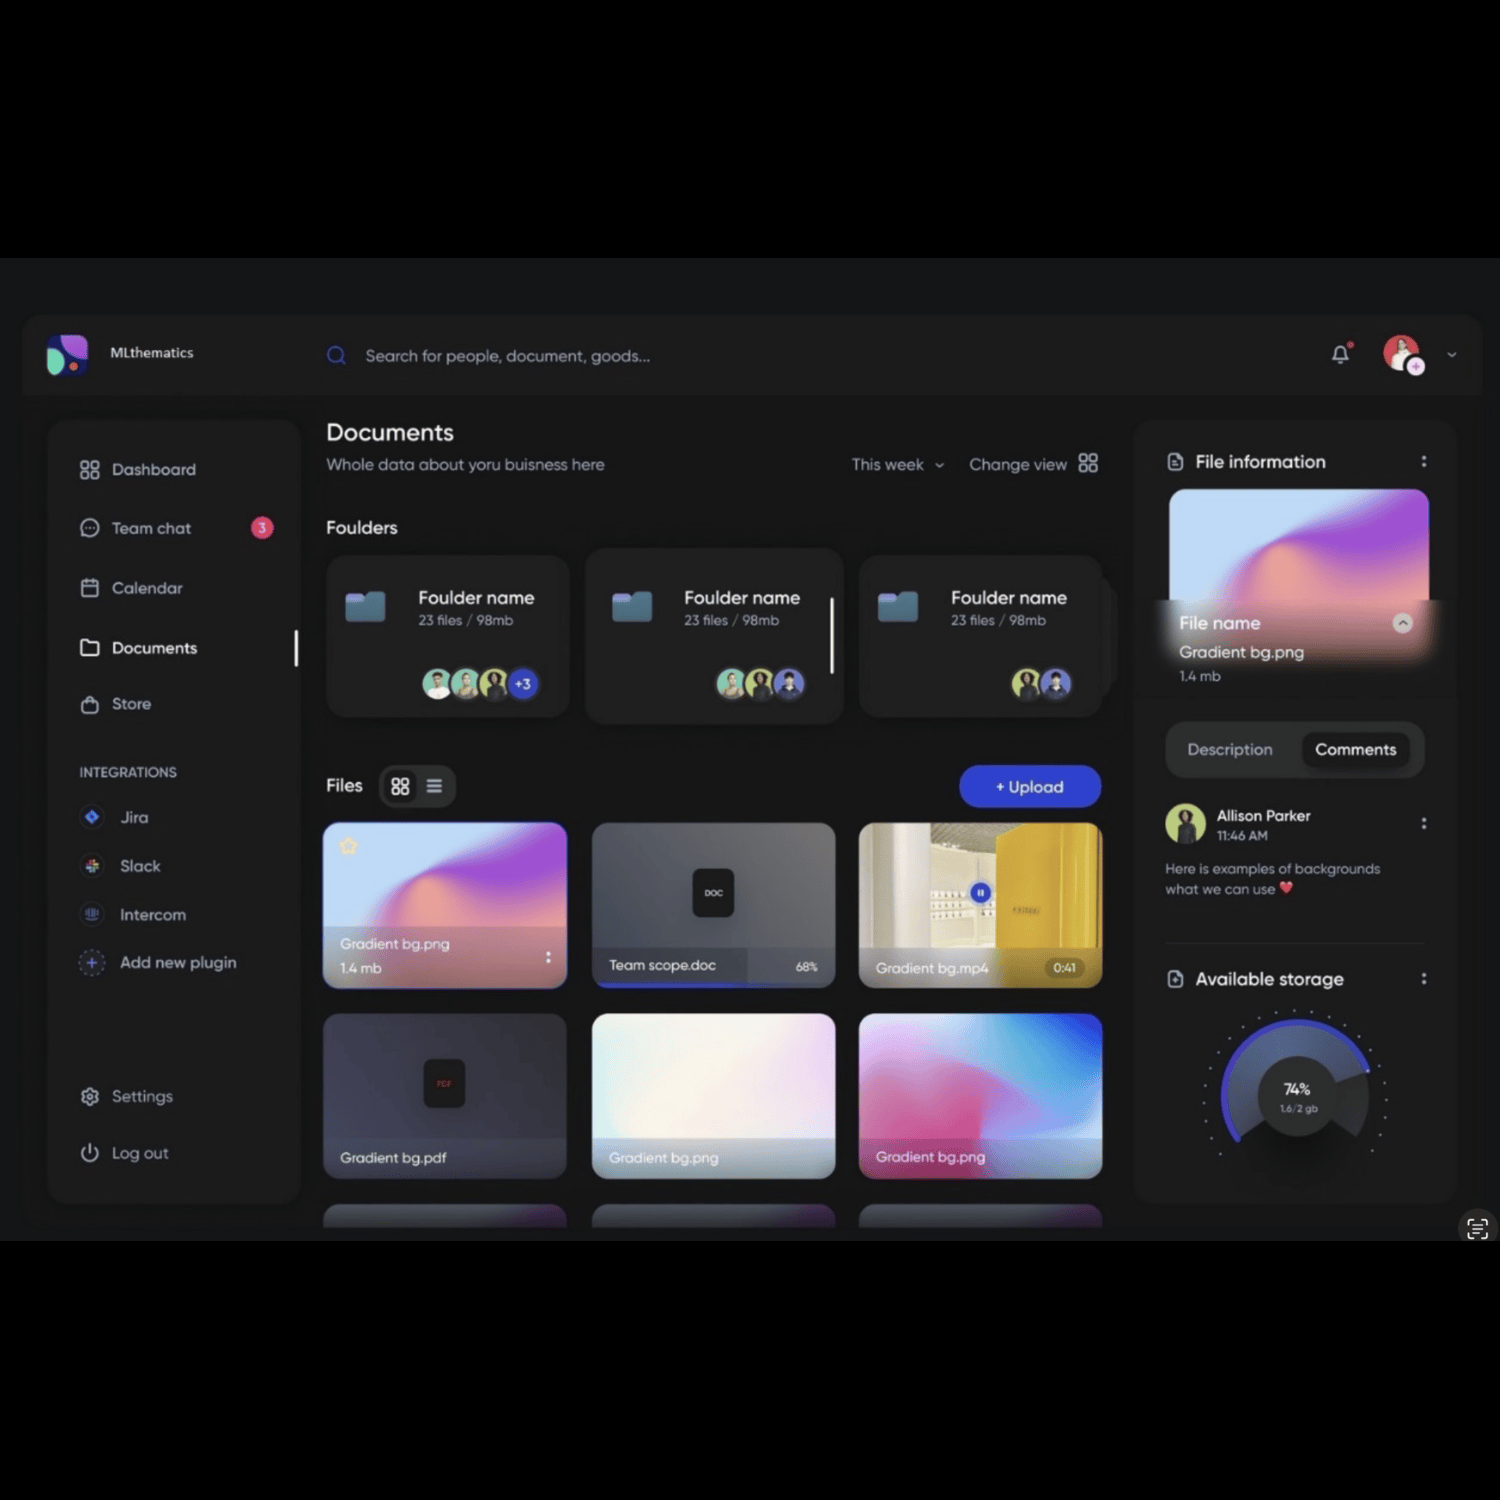 MLthematics
Search for people, document, goods...
Dashboard
Team chat
3
Calendar
Documents
Store
INTEGRATIONS
Jira
Slack
Intercom
Add new plugin
Settings
Log out
Documents
Whole data about yoru buisness here
This week
Change view
Foulders
Foulder name
23 files / 98mb
+3
Foulder name
23 files / 98mb
Foulder name
23 files / 98mb
Files
+ Upload
Gradient bg.png
1.4 mb
DOC
Team scope.doc
68%
Gradient bg.mp4
0:41
PDF
Gradient bg.pdf
Gradient bg.png
Gradient bg.png
File information
File name
Gradient bg.png
1.4 mb
Description
Comments
Allison Parker
11:46 AM
Here is examples of backgrounds
what we can use ❤️
Available storage
74%
1.6/2 gb